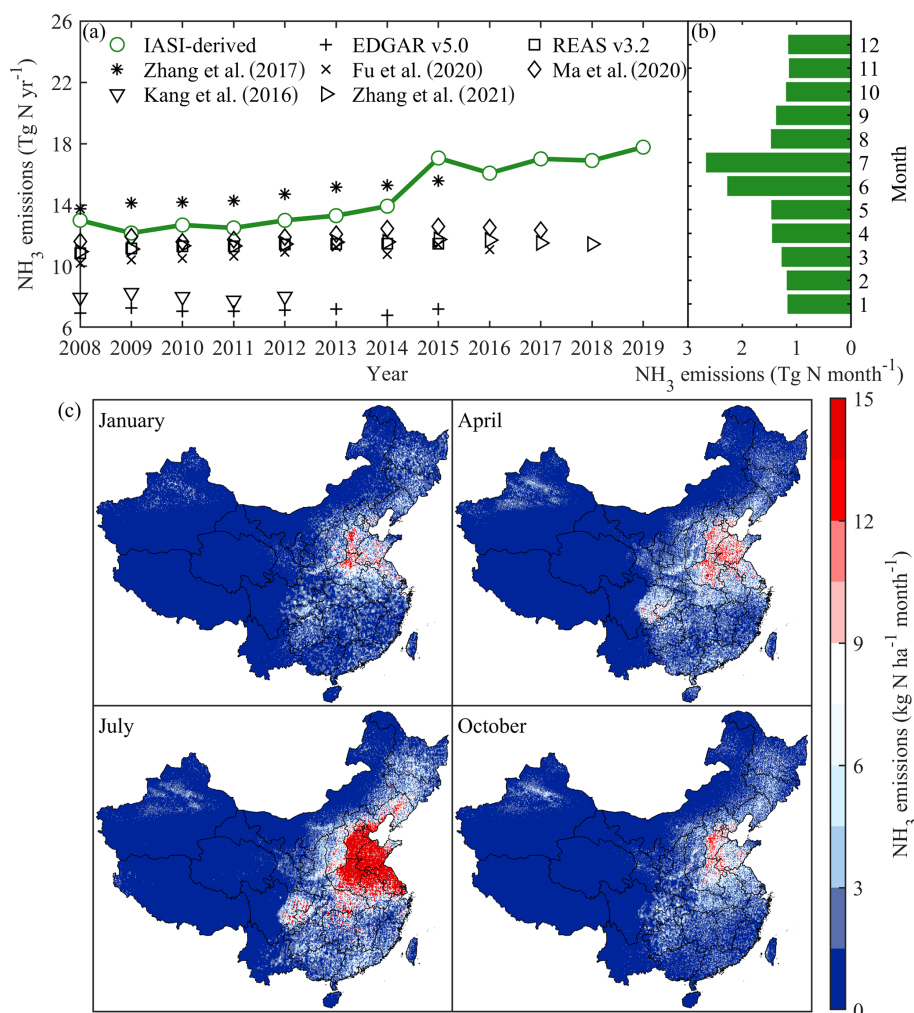 (a)
IASI-derived
EDGAR v5.0
REAS v3.2
Zhang et al. (2017)
Fu et al. (2020)
Ma et al. (2020)
Kang et al. (2016)
Zhang et al. (2021)
NH3 emissions (Tg N yr-1)
26
22
18
14
10
6
2008 2009 2010 2011 2012 2013 2014 2015 2016 2017 2018 2019
Year
(b)
12
11
10
9
8
7
6
5
4
3
2
1
Month
3 2 1 0
NH3 emissions (Tg N month-1)
(c)
January
April
July
October
15
12
9
6
3
0
NH3 emissions (kg N ha-1 month-1)